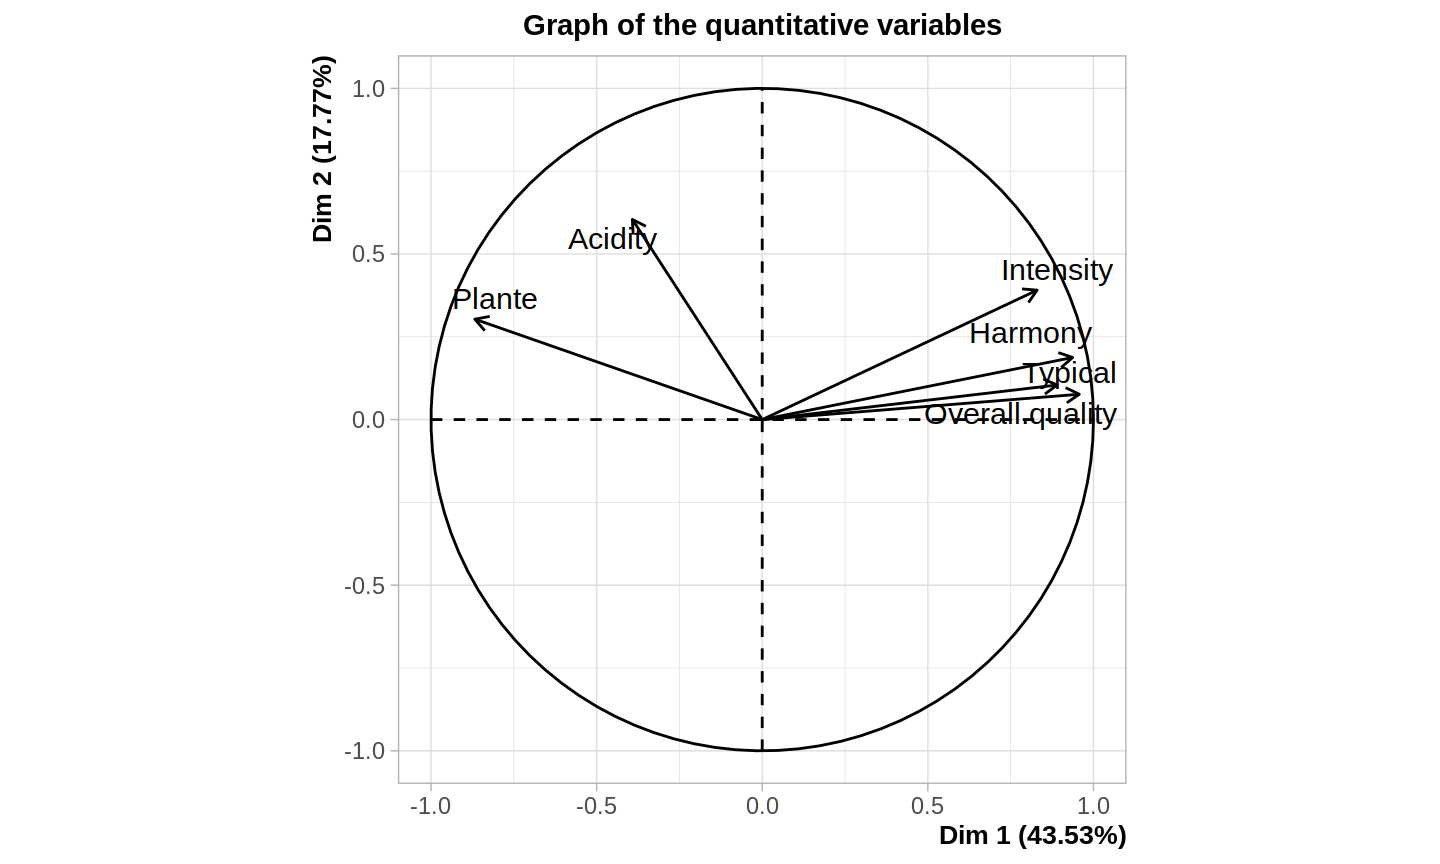 Graph of the quantitative variables
Dim 2 (17.77%)
1.0
0.5
0.0
-0.5
-1.0
Acidity
Plante
Intensity
Harmony
Typical
Overall.quality
-1.0 -0.5 0.0 0.5 1.0
Dim 1 (43.53%)